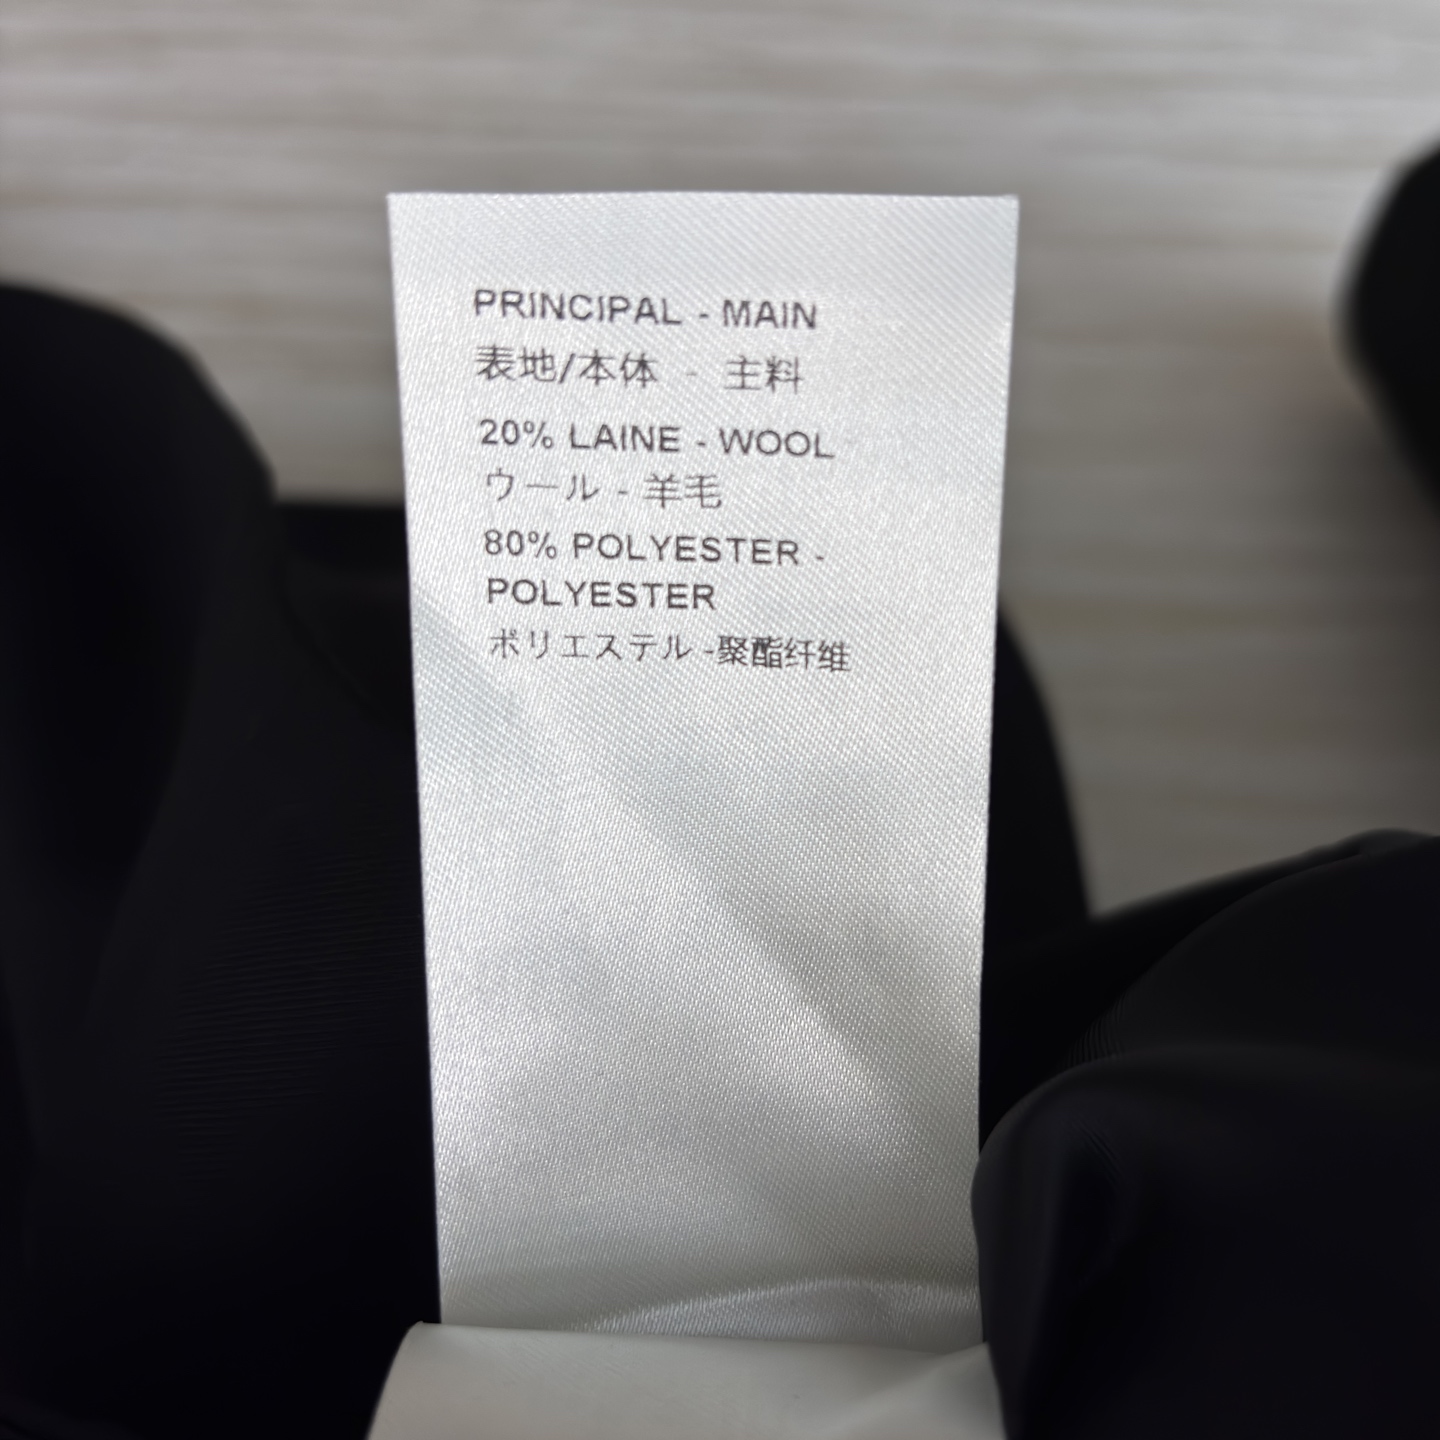 PRINCIPAL - MAIN
表地/本体 - 主料
20% LAINE - WOOL
ウール - 羊毛
80% POLYESTER -
POLYESTER
ポリエステル -聚酯纤维